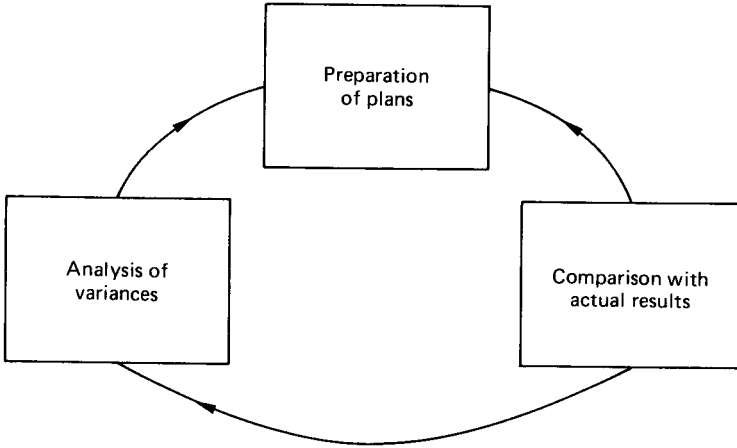 Preparation
of plans
Analysis of
variances
Comparison with
actual results